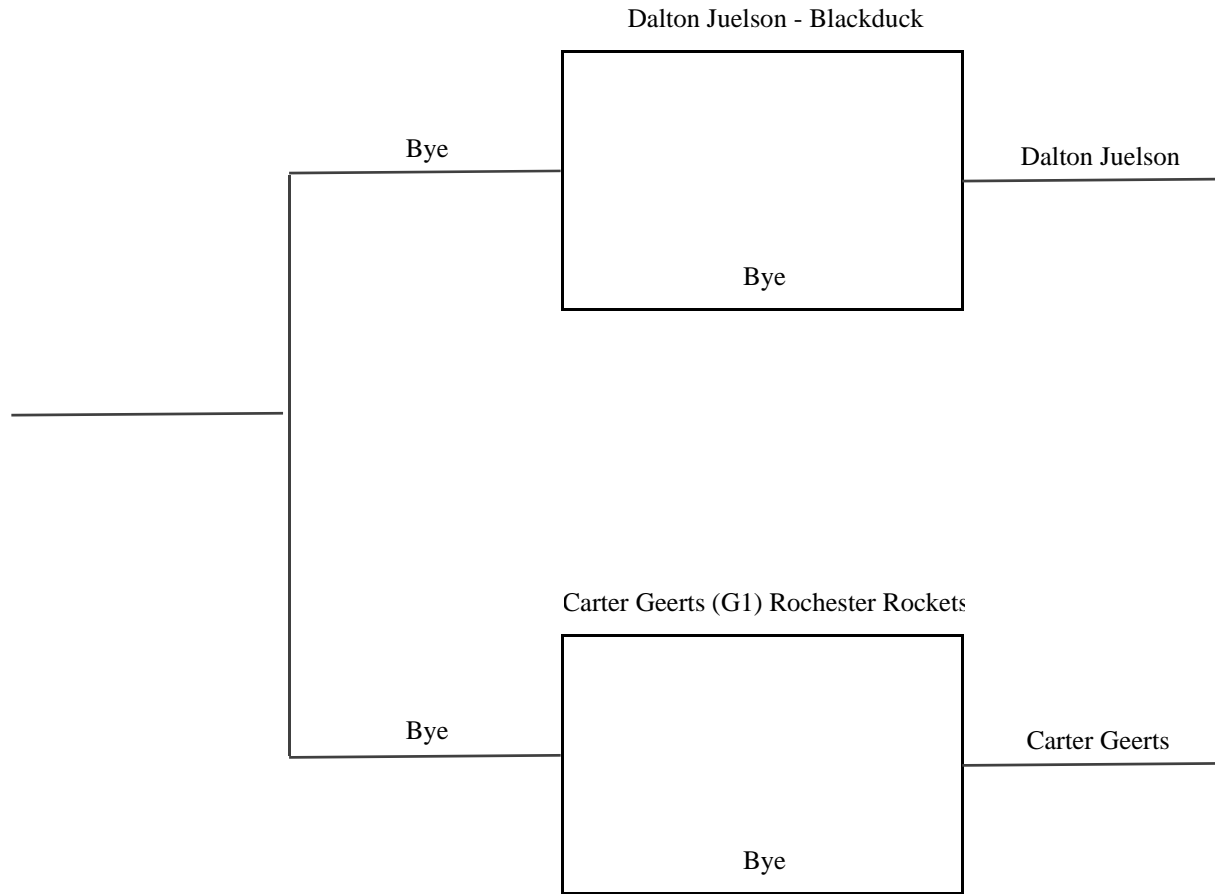 Dalton Juelson - Blackduck
Bye
Dalton Juelson
Bye
Carter Geerts (G1) Rochester Rockets
Bye
Carter Geerts
Bye